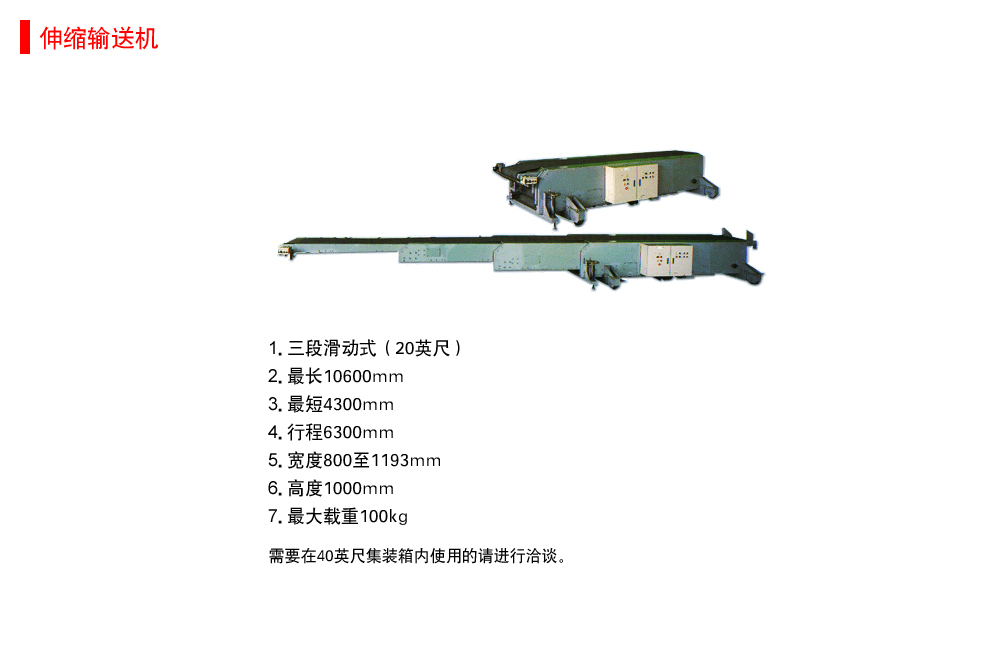 伸缩输送机
1. 三段滑动式（20英尺）
2. 最长10600mm
3. 最短4300mm
4. 行程6300mm
5. 宽度800至1193mm
6. 高度1000mm
7. 最大载重100kg
需要在40英尺集装箱内使用的请进行洽谈。